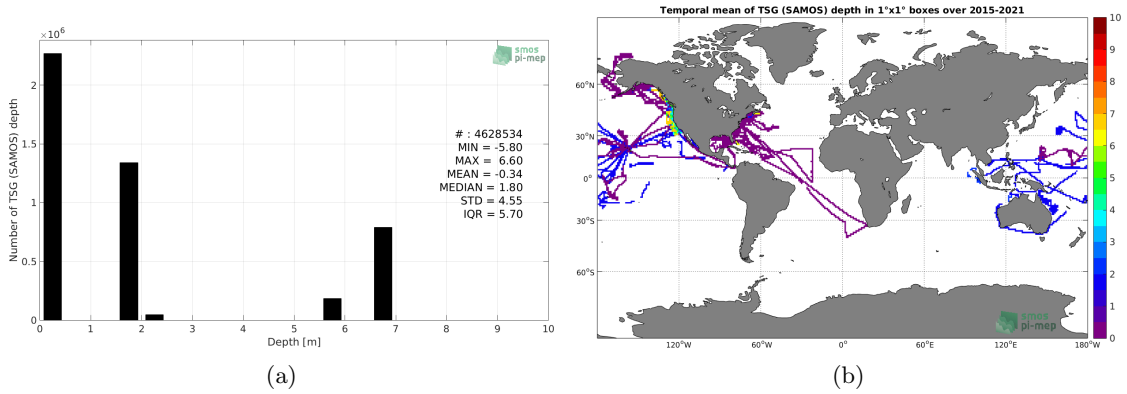 ×10⁶
2
1.5
1
0.5
0
Number of TSG (SAMOS) depth
smos
pi-mep
# : 4628534
MIN = -5.80
MAX = 6.60
MEAN = -0.34
MEDIAN = 1.80
STD = 4.55
IQR = 5.70
0 1 2 3 4 5 6 7 8 9 10
Depth [m]
(a)
Temporal mean of TSG (SAMOS) depth in 1°x1° boxes over 2015-2021
60°N
30°N
0°
30°S
60°S
120°W 60°W 0° 60°E 120°E 180°W
smos
pi-mep
10
9
8
7
6
5
4
3
2
1
0
(b)